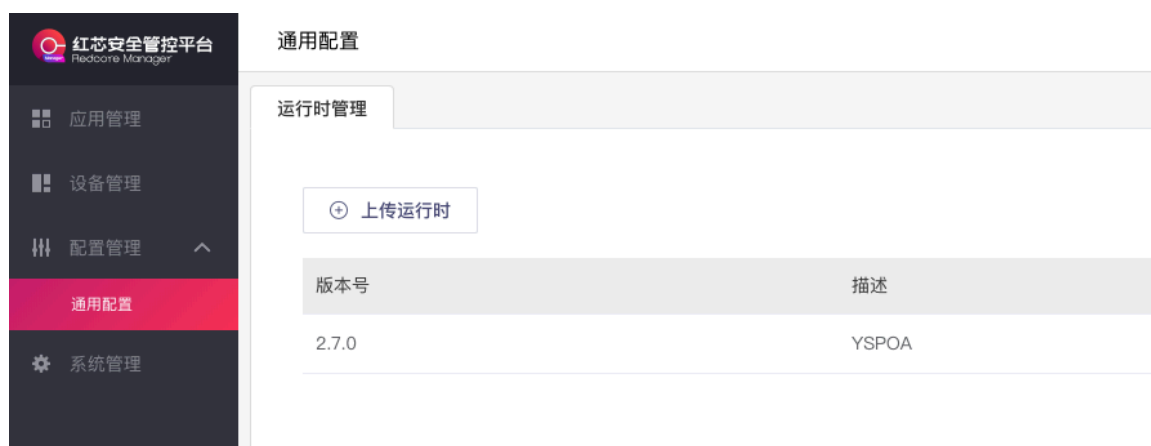 红芯安全管控平台
Redcore Manager
通用配置
应用管理
设备管理
配置管理
通用配置
系统管理
运行时管理
上传运行时
版本号 描述
2.7.0 YSPOA